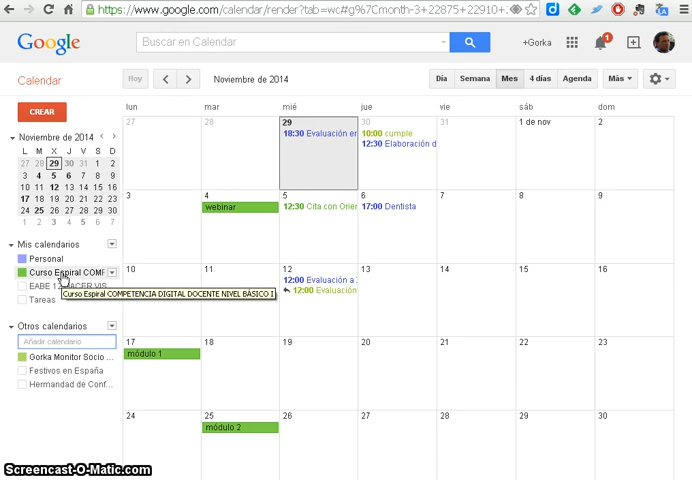 https://www.google.com/calendar/render?tab=wc#g%7Cmonth-3+22875+22910+
Google
Buscar en Calendar
+Gorka
1
Calendar
Hoy
Noviembre de 2014
Día
Semana
Mes
4 días
Agenda
Más
CREAR
Noviembre de 2014
L M X J V S D
27 28 29 30 31 1 2
3 4 5 6 7 8 9
10 11 12 13 14 15 16
17 18 19 20 21 22 23
24 25 26 27 28 29 30
1 2 3 4 5 6 7
Mis calendarios
Personal
Curso Espiral COMP
EABE 1
Tareas
Curso Espiral COMPETENCIA DIGITAL DOCENTE NIVEL BÁSICO I
Otros calendarios
Añadir calendario
Gorka Monitor Socio ...
Festivos en España
Hermandad de Conf...
lun mar mié jue vie sáb dom
27 28 29 30 31 1 de nov 2
18:30 Evaluación en
10:00 cumple
12:30 Elaboración d
3 4 5 6 7 8 9
webinar
12:30 Cita con Orien
17:00 Dentista
10 11 12 13 14 15 16
12:00 Evaluación a
12:00 Evaluación
17 18 19 20 21 22 23
módulo 1
24 25 26 27 28 29 30
módulo 2
Screencast-O-Matic.com